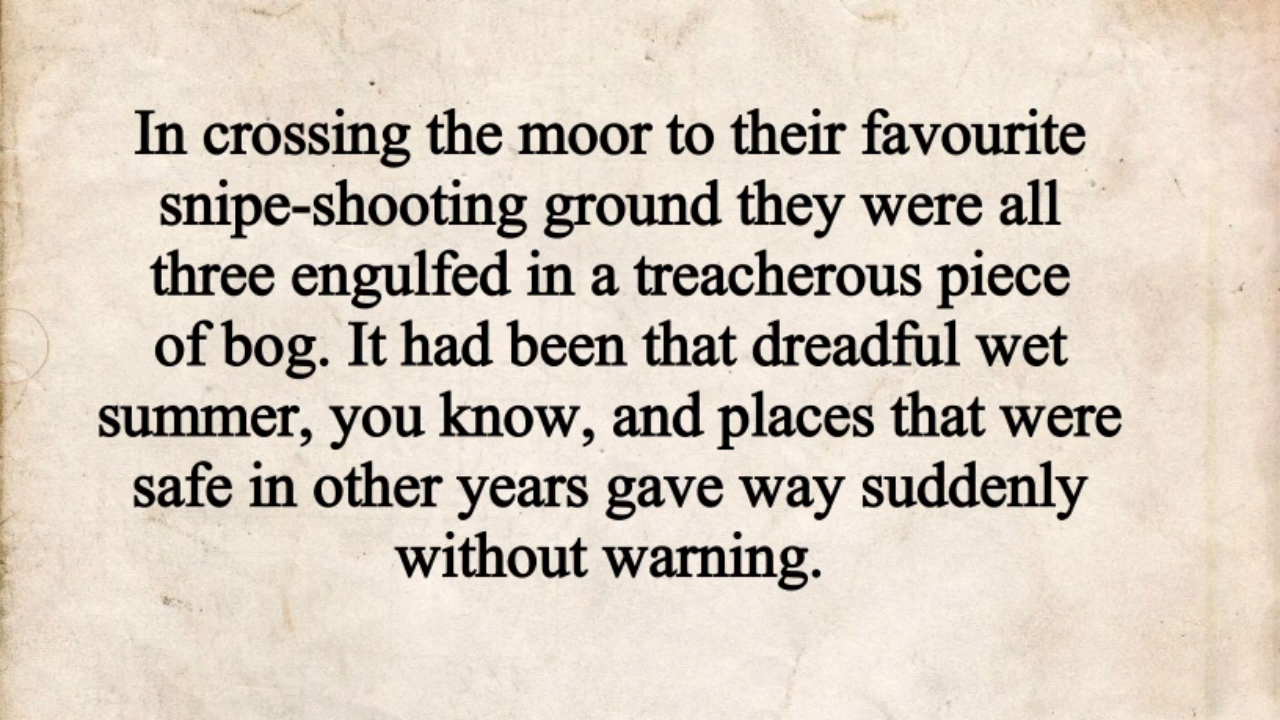 In crossing the moor to their favourite
snipe-shooting ground they were all
three engulfed in a treacherous piece
of bog. It had been that dreadful wet
summer, you know, and places that were
safe in other years gave way suddenly
without warning.